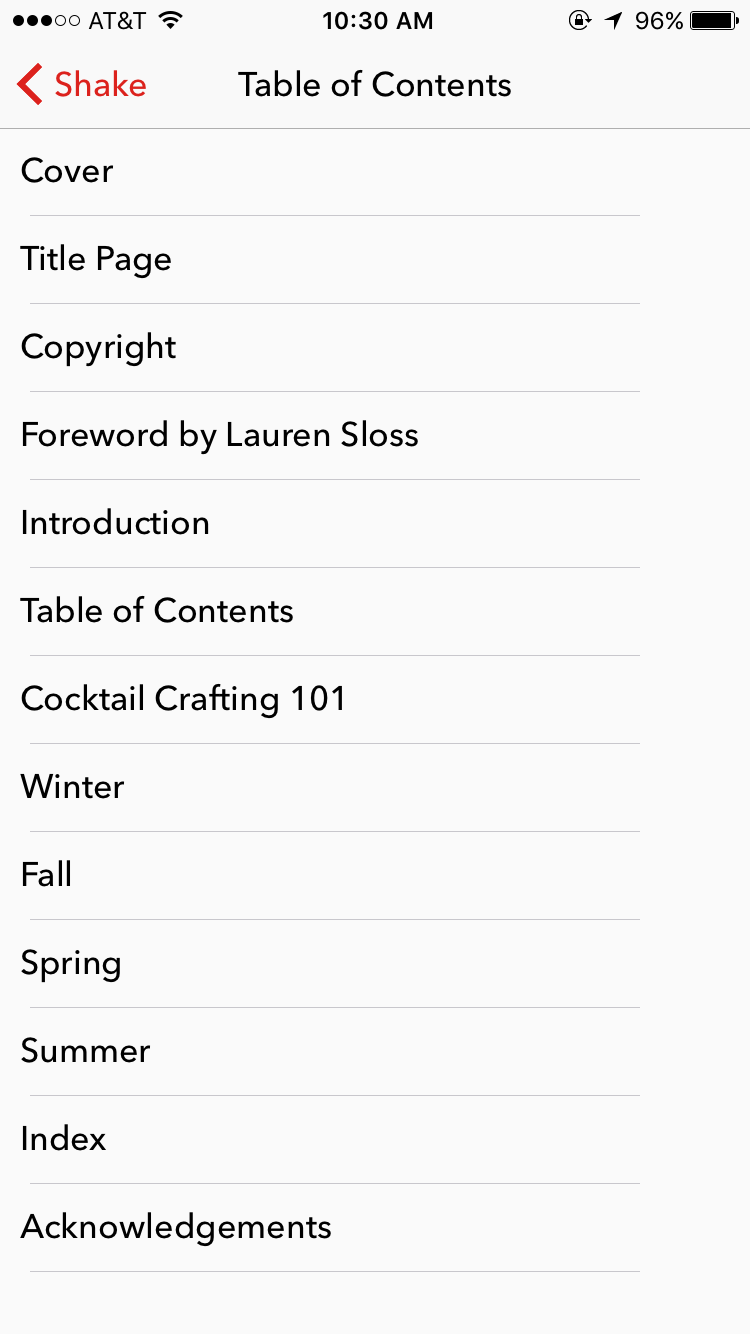 AT&T 10:30 AM 96%
Shake Table of Contents
Cover
Title Page
Copyright
Foreword by Lauren Sloss
Introduction
Table of Contents
Cocktail Crafting 101
Winter
Fall
Spring
Summer
Index
Acknowledgements